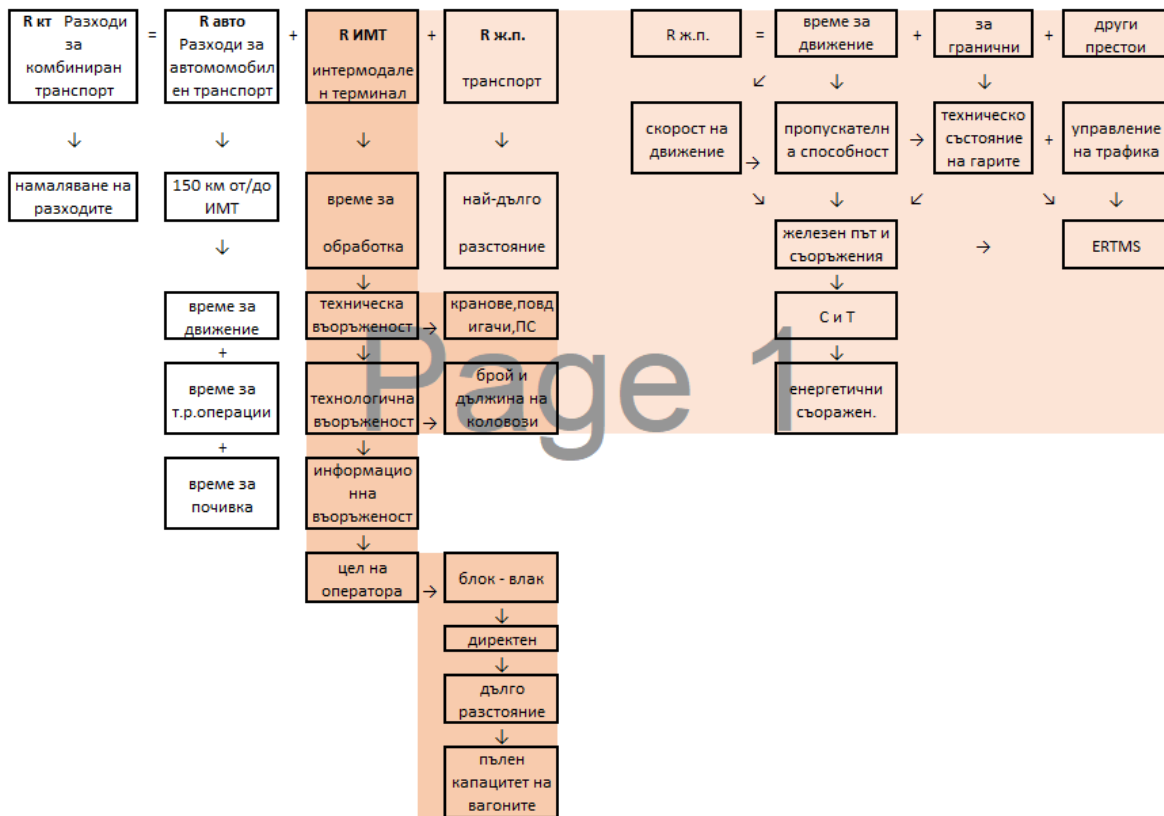 R кт Разходи
за
комбиниран
транспорт
=
R авто
Разходи за
автомомобил
ен транспорт
+
R ИМТ
интермодале
н терминал
+
R ж.п.
транспорт
R ж.п.
=
време за
движение
+
за
гранични
+
други
престои
↙
↓
↓
↓
↓
↓
↓
скорост на
движение
→
пропускателн
а способност
→
техническо
състояние
на гарите
+
управление
на трафика
намаляване на
разходите
150 км от/до
ИМТ
време за
обработка
най-дълго
разстояние
↘
↓
↙
↘
↓
↓
железен път и
съоръжения
→
ERTMS
↓
↓
време за
движение
техническа
въоръженост
→
кранове,повд
игачи,ПС
С и Т
+
↓
↓
време за
т.р.операции
технологична
въоръженост
→
брой и
дължина на
коловози
енергетични
съоражен.
+
↓
време за
почивка
информацио
нна
въоръженост
↓
цел на
оператора
→
блок - влак
↓
директен
↓
дълго
разстояние
↓
пълен
капацитет на
вагоните
Page 1